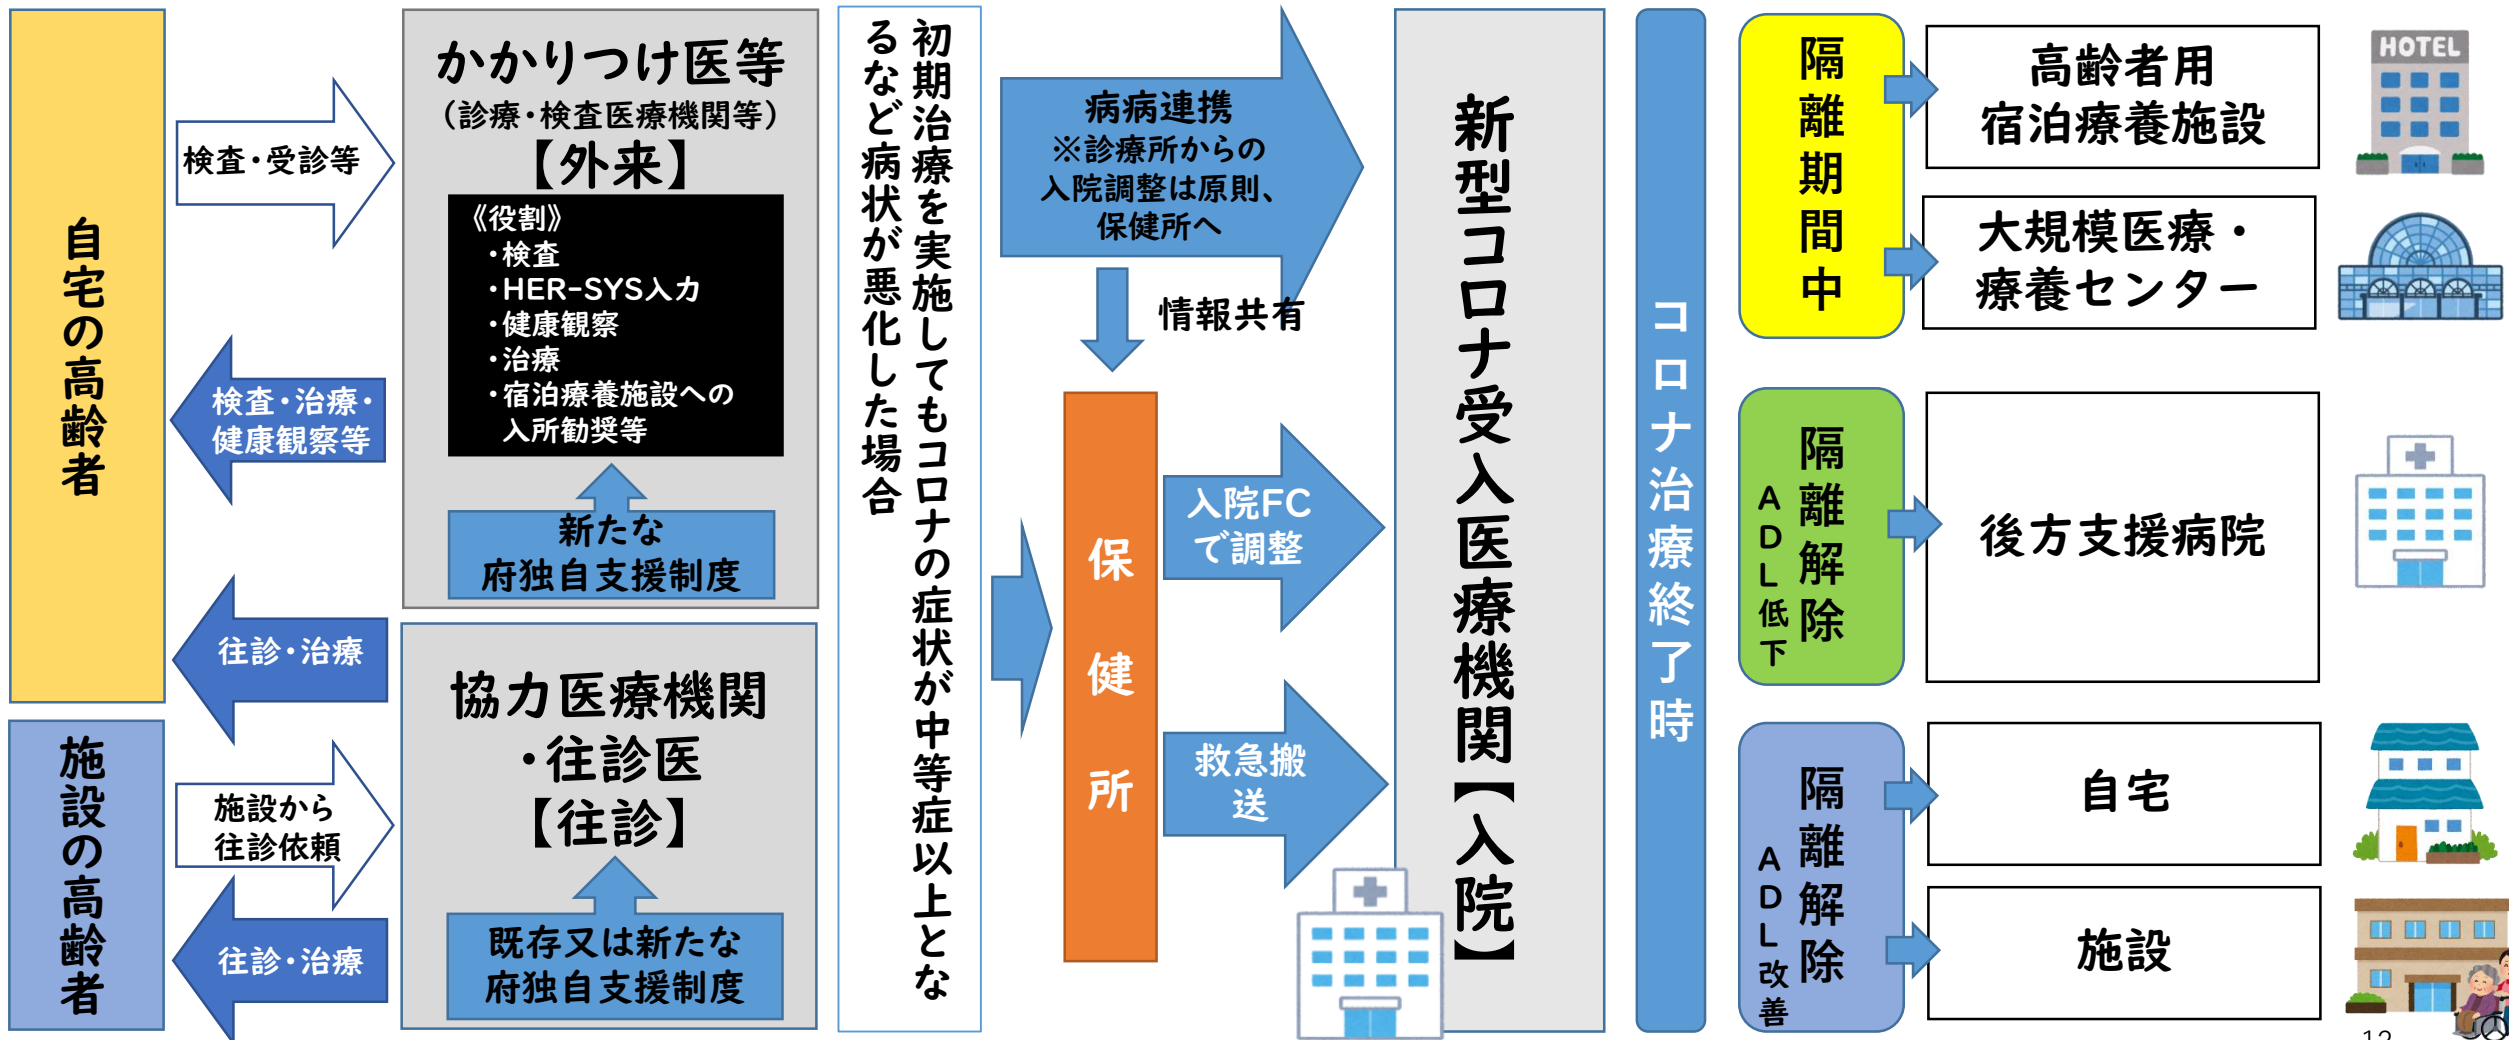 自宅の高齢者
施設の高齢者
検査・受診等
検査・治療・
健康観察等
往診・治療
施設から
往診依頼
往診・治療
かかりつけ医等
（診療・検査医療機関等）
【外来】
《役割》
・検査
・HER-SYS入力
・健康観察
・治療
・宿泊療養施設への
入所勧奨等
新たな
府独自支援制度
協力医療機関
・往診医
【往診】
既存又は新たな
府独自支援制度
初期治療を実施してもコロナの症状が中等症以上とな
るなど病状が悪化した場合
病病連携
※診療所からの
入院調整は原則、
保健所へ
情報共有
保健所
入院FC
で調整
救急搬
送
新型コロナ受入医療機関【入院】
コロナ治療終了時
隔離期間中
高齢者用
宿泊療養施設
HOTEL
大規模医療・
療養センター
隔離解除
ADL低下
後方支援病院
隔離解除
ADL改善
自宅
施設
12